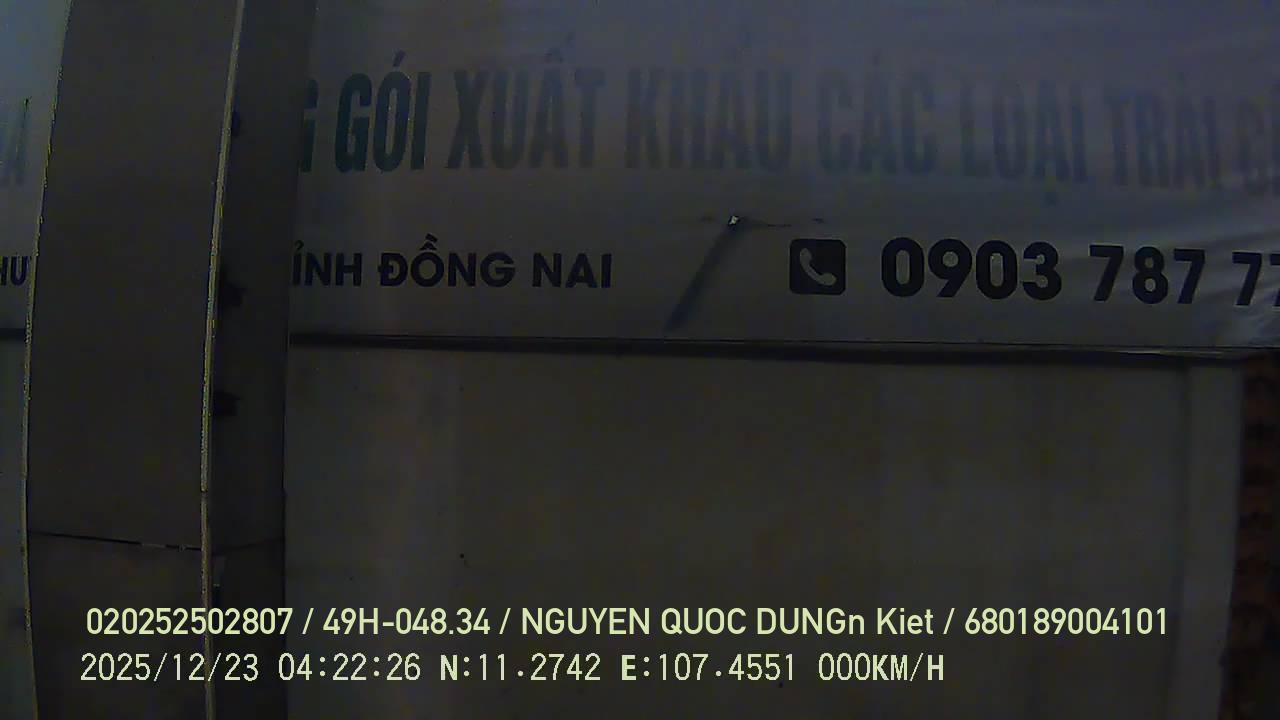 GÓI XUẤT KHẨU CÁC LOẠI TRÁI
ỈNH ĐỒNG NAI
0903 787 77
020252502807 / 49H-048.34 / NGUYEN QUOC DUNGn Kiet / 680189004101
2025/12/23 04:22:26 N:11.2742 E:107.4551 000KM/H